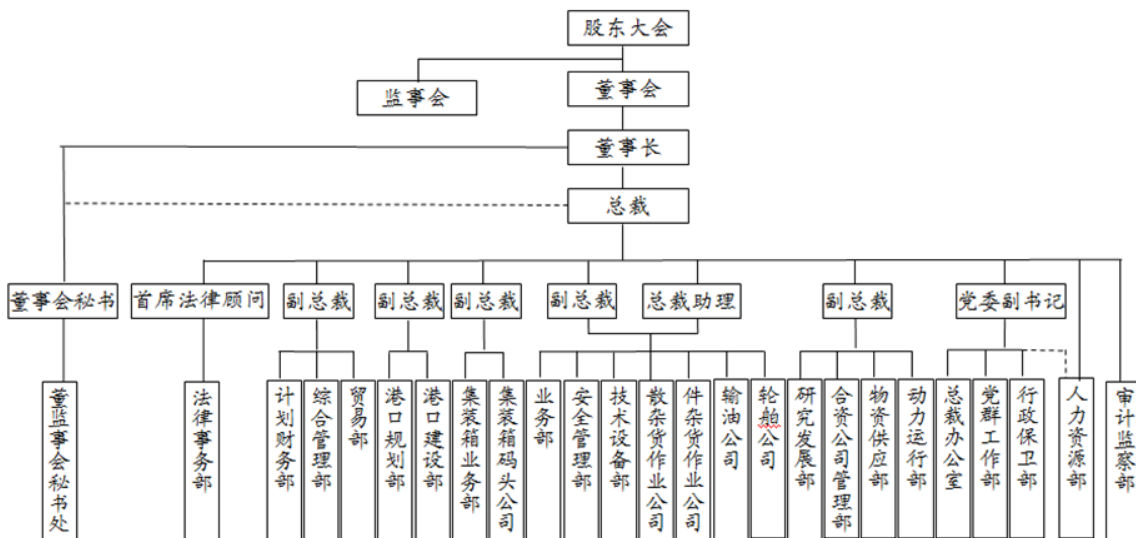 股东大会
监事会
董事会
董事长
总裁
董事会秘书
首席法律顾问
副总裁
副总裁
副总裁
副总裁
总裁助理
副总裁
党委副书记
董监事会秘书处
法律事务部
计划财务部
综合管理部
贸易部
港口规划部
港口建设部
集装箱业务部
集装箱码头公司
业务部
安全管理部
技术设备部
散杂货作业公司
件杂货作业公司
输油公司
轮船公司
研究发展部
合资公司管理部
物资供应部
动力运行部
总裁办公室
党群工作部
行政保卫部
人力资源部
审计监察部